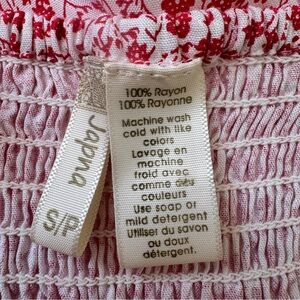 Japna
S/P
100% Rayon
100% Rayonne
Machine wash
cold with like
colors
Lavage en
machine
froid avec
comme díeu
couleurs
Use soap or
mild detergent
Utiliser du savon
ou doux
détergent.